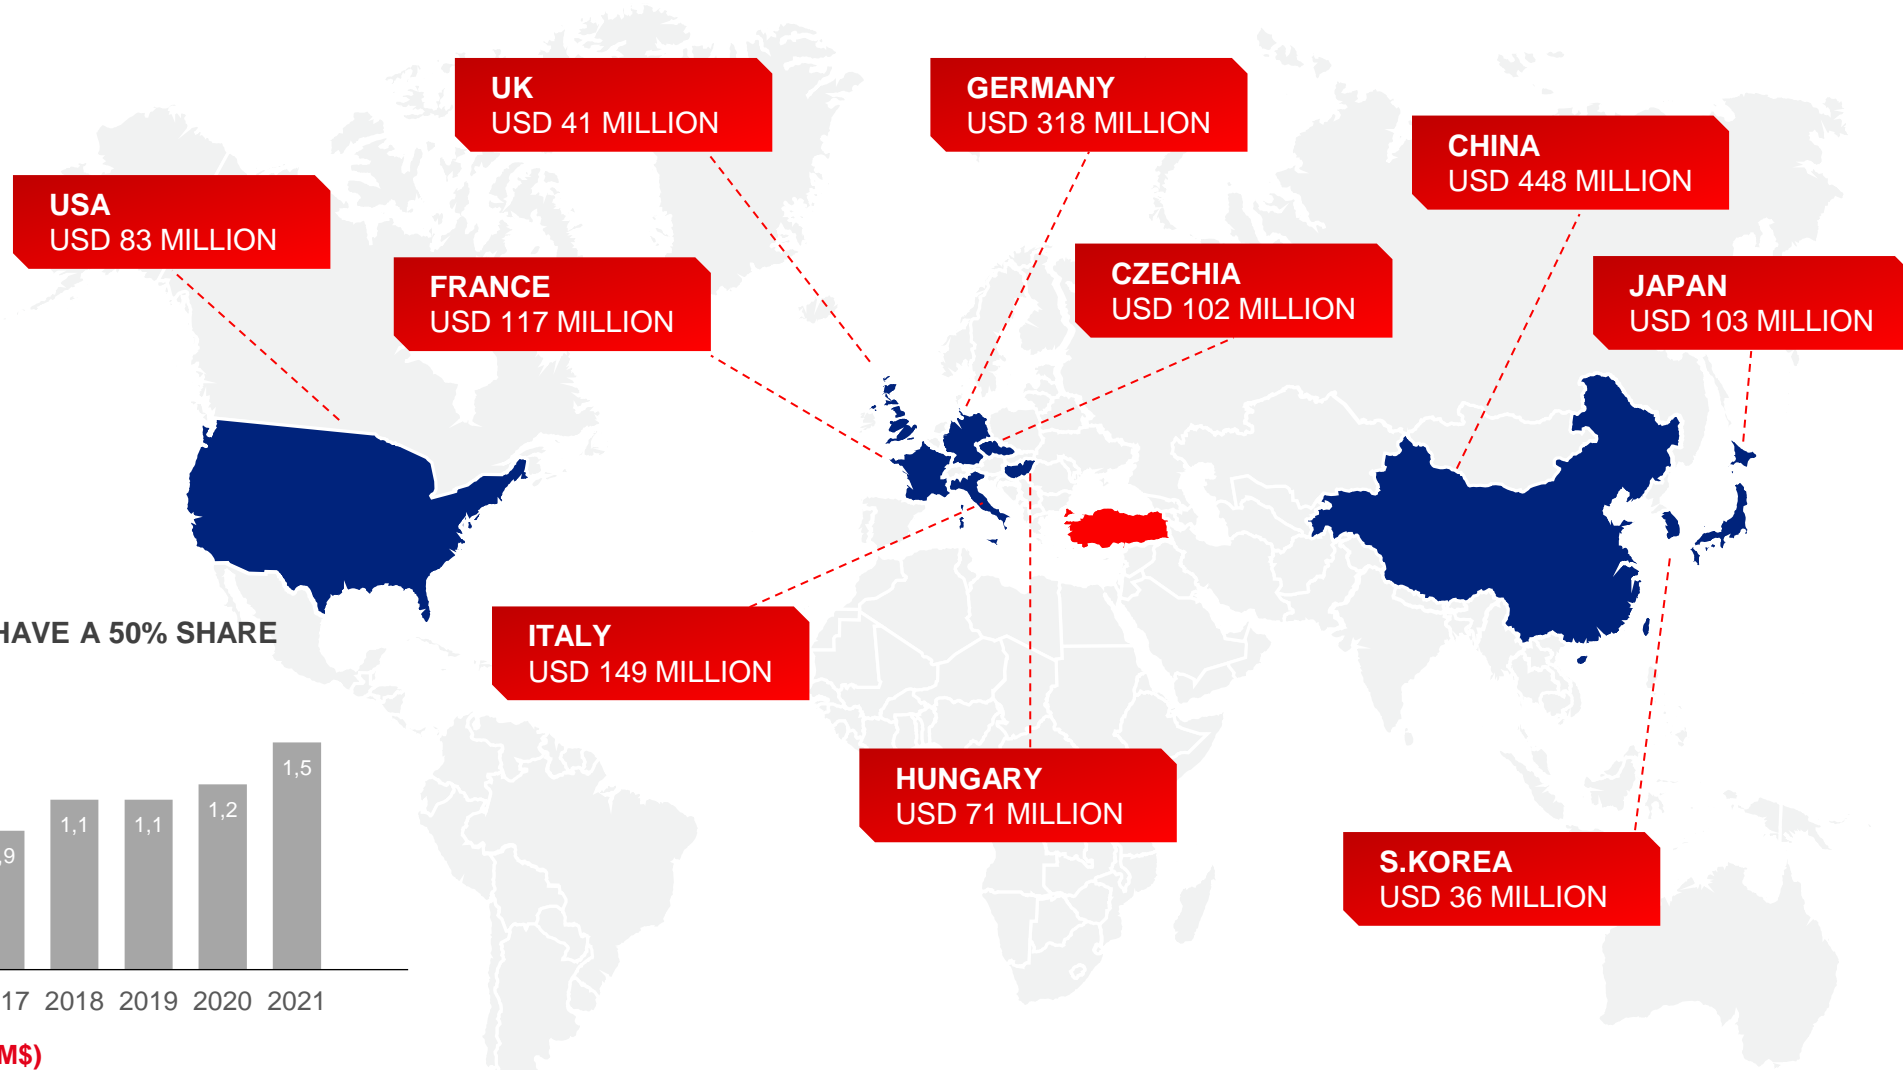 UK
USD 41 MILLION
GERMANY
USD 318 MILLION
CHINA
USD 448 MILLION
USA
USD 83 MILLION
FRANCE
USD 117 MILLION
CZECHIA
USD 102 MILLION
JAPAN
USD 103 MILLION
ITALY
USD 149 MILLION
HUNGARY
USD 71 MILLION
S.KOREA
USD 36 MILLION
HAVE A 50% SHARE
,9
1,1
1,1
1,2
1,5
17 2018 2019 2020 2021
M$)